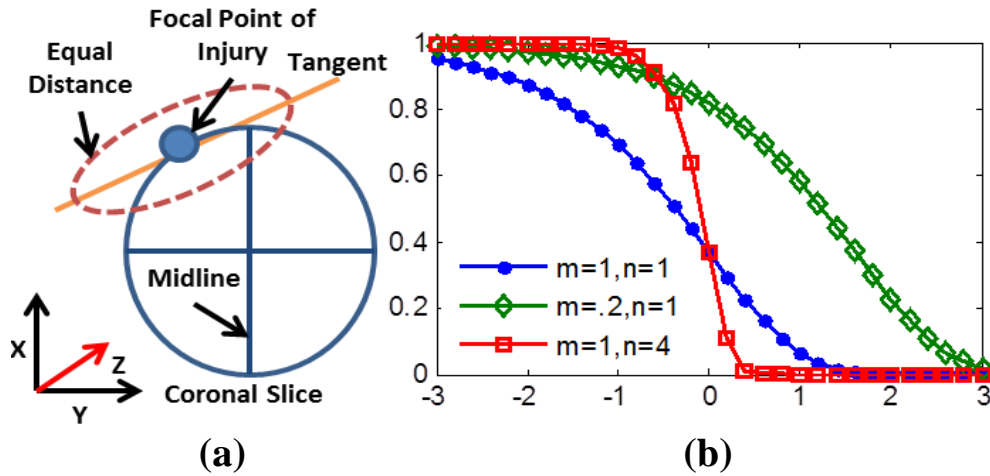 Focal Point of
Injury
Equal
Distance
Tangent
Midline
X
Z
Y
Coronal Slice
(a)
1
0.8
0.6
0.4
0.2
0
-3
-2
-1
0
1
2
3
m=1,n=1
m=.2,n=1
m=1,n=4
(b)